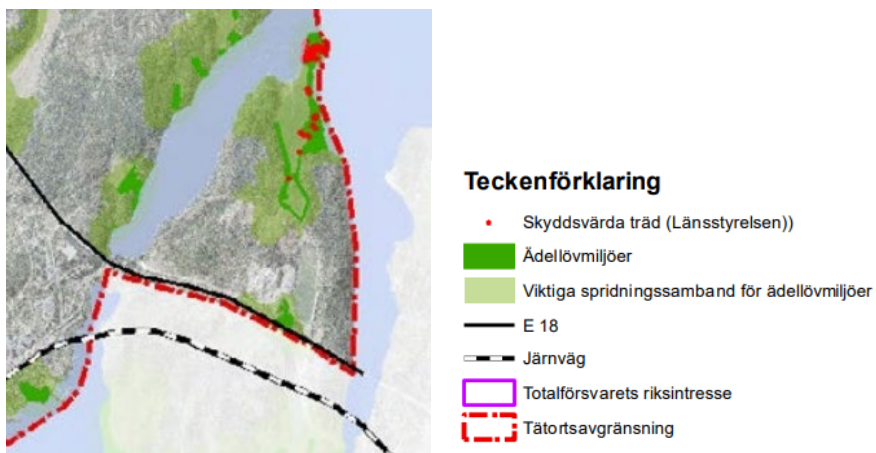 Teckenförklaring
Skyddsvärda träd (Länsstyrelsen))
Ädellövmiljöer
Viktiga spridningssamband för ädellövmiljöer
E 18
Järnväg
Totalförsvarets riksintresse
Tätortsavgränsning